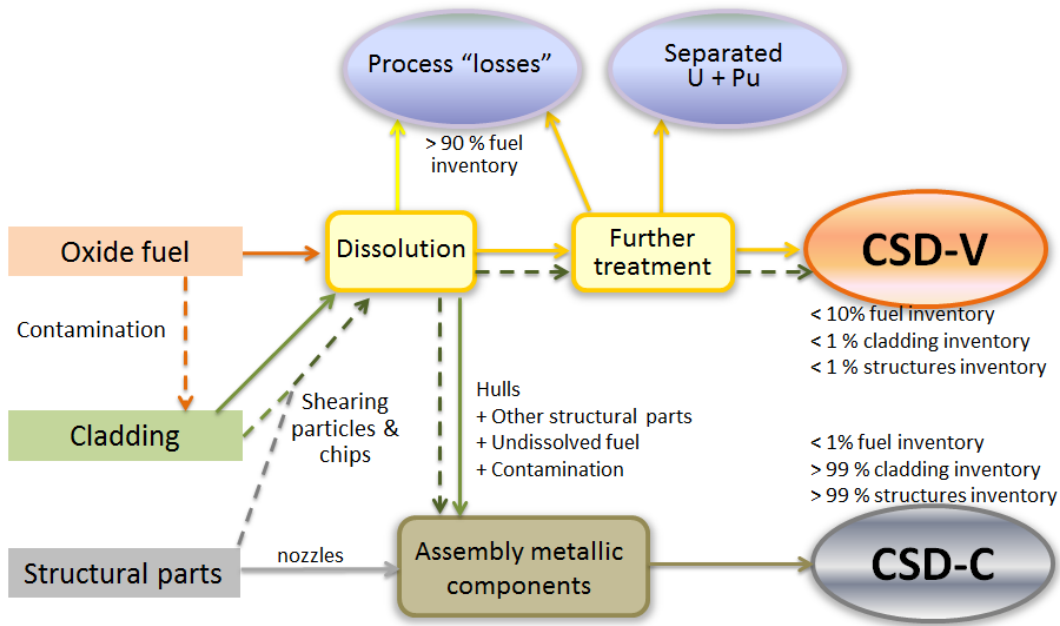 Process “losses”
Separated
U + Pu
> 90 % fuel
inventory
Oxide fuel
Dissolution
Further
treatment
CSD-V
Contamination
< 10% fuel inventory
< 1 % cladding inventory
< 1 % structures inventory
Cladding
Shearing
particles &
chips
Hulls
+ Other structural parts
+ Undissolved fuel
+ Contamination
< 1% fuel inventory
> 99 % cladding inventory
> 99 % structures inventory
Structural parts
nozzles
Assembly metallic
components
CSD-C